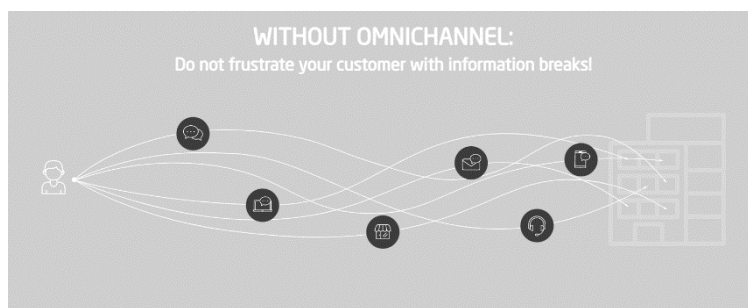 WITHOUT OMNICHANNEL:
Do not frustrate your customer with information breaks!